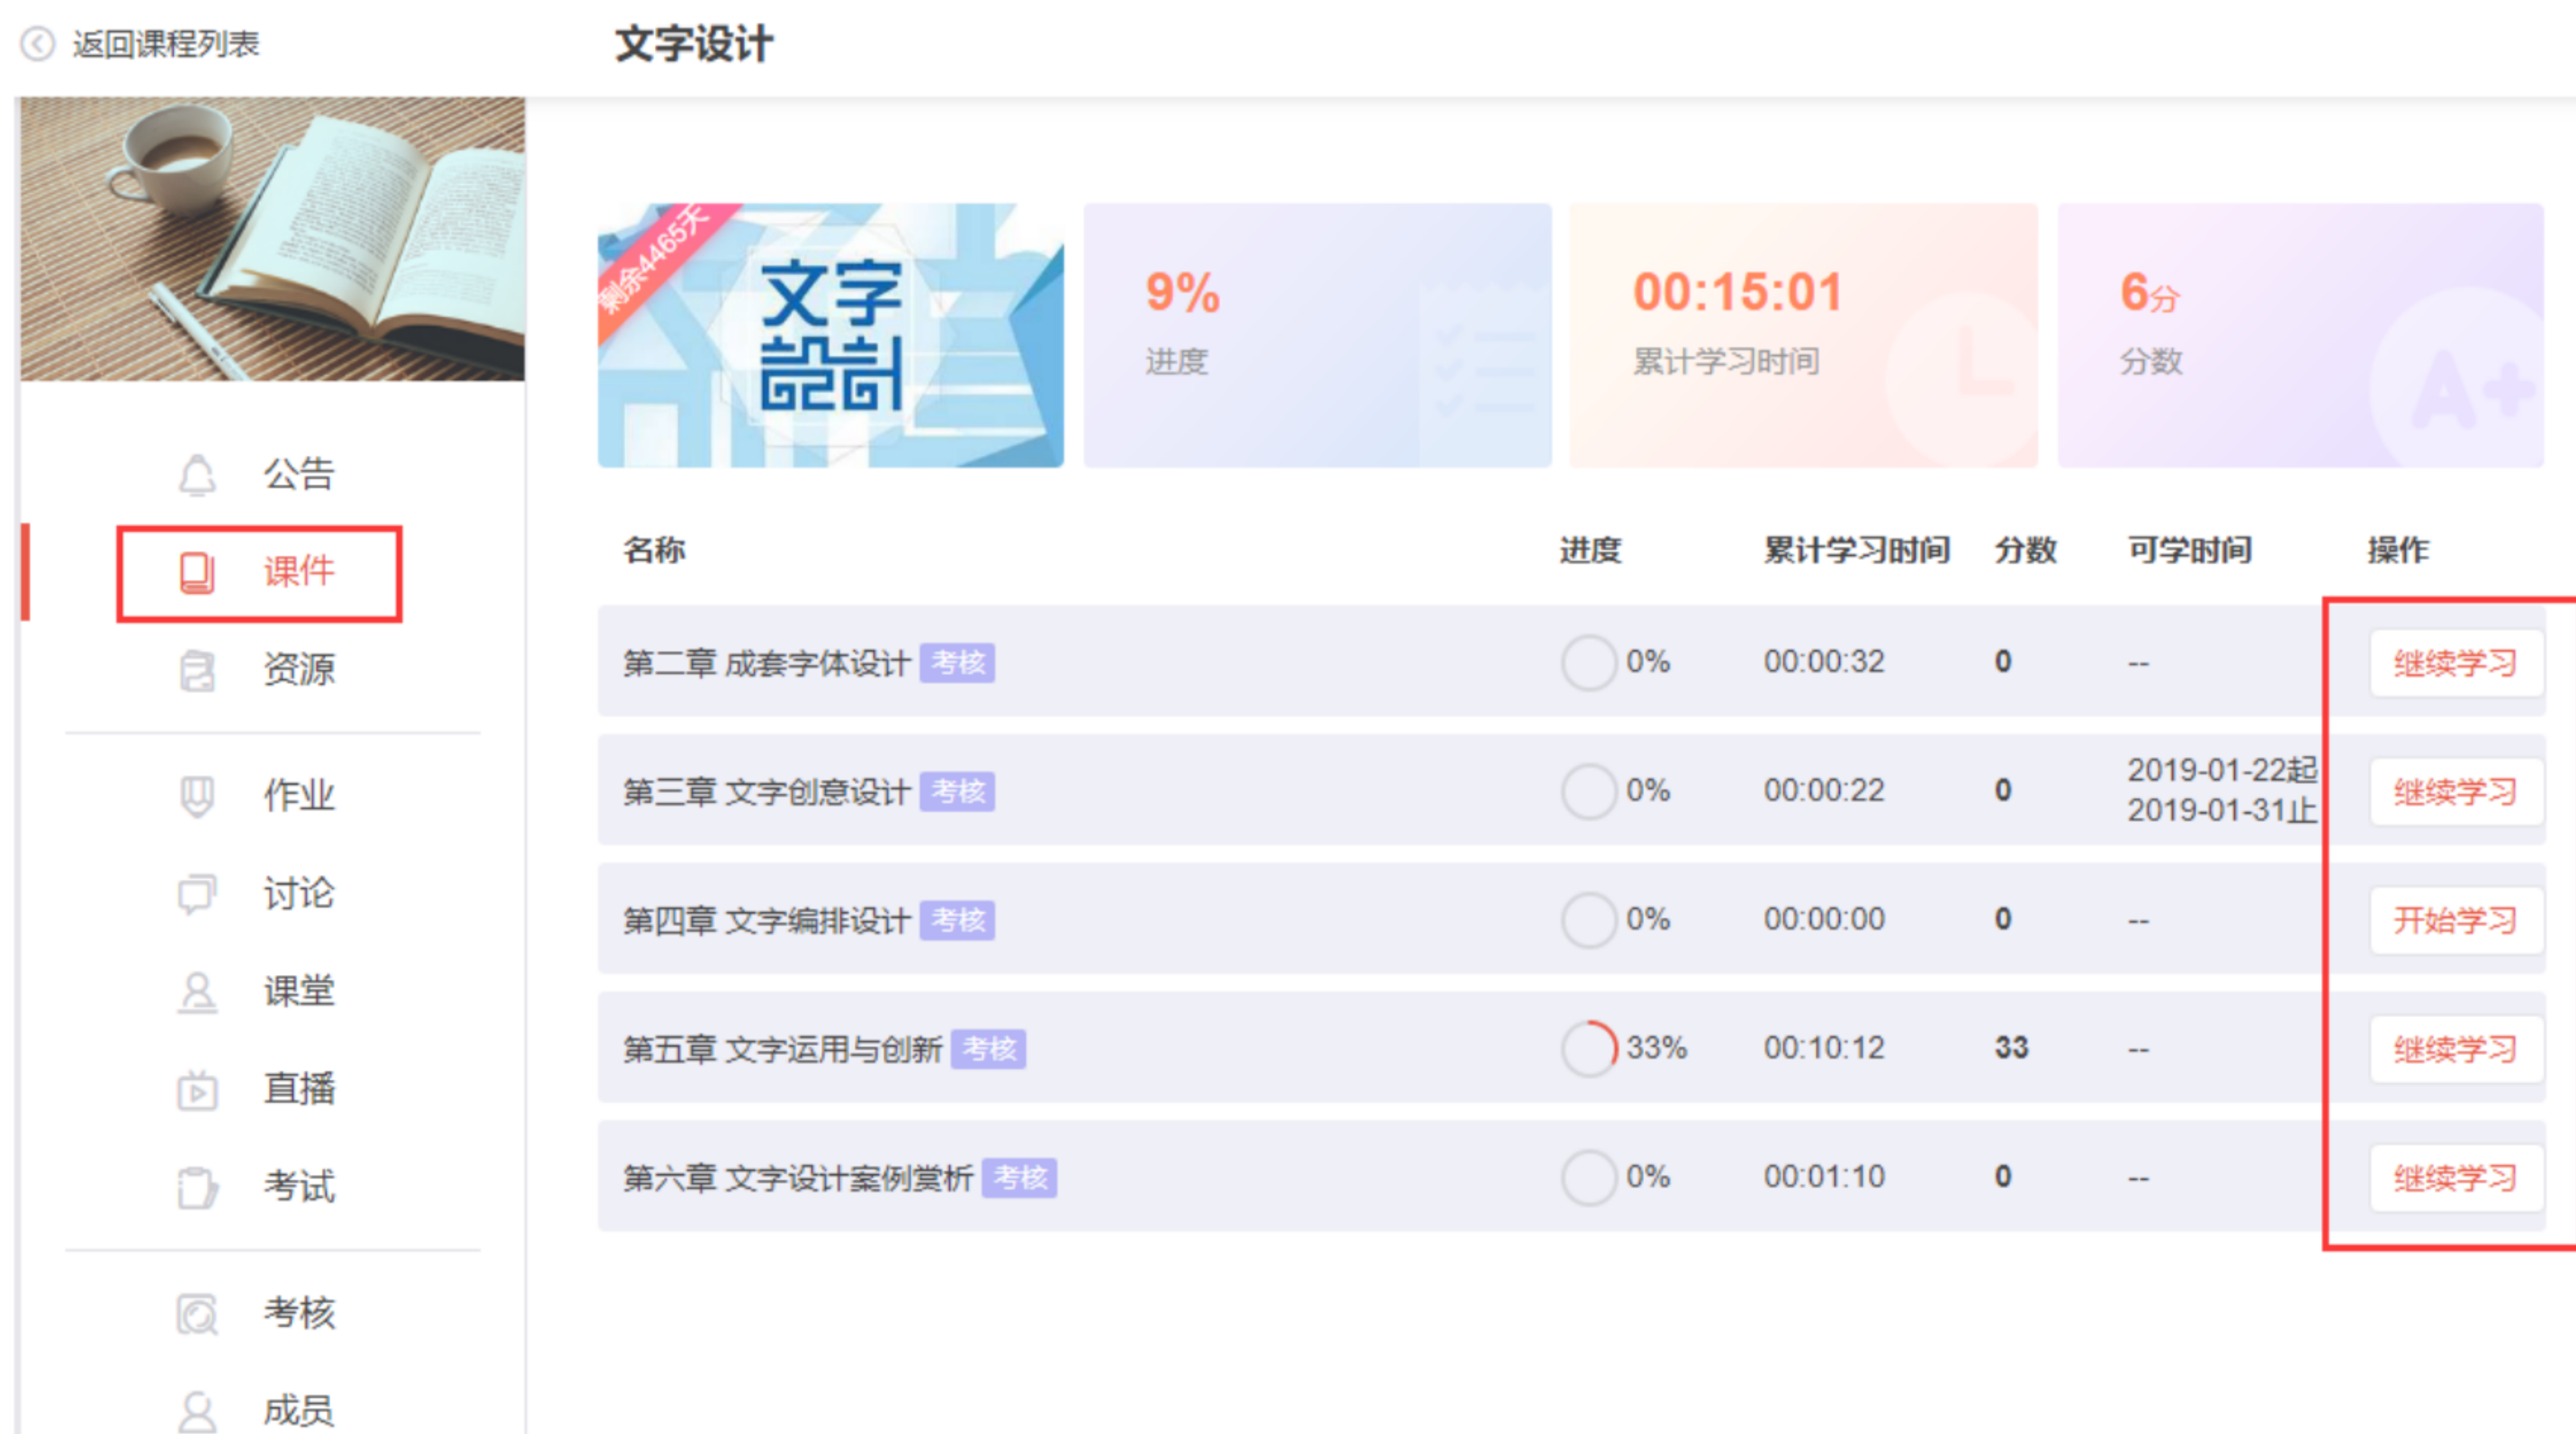 返回课程列表
文字设计
剩余4465天
文字
设计
9%
进度
00:15:01
累计学习时间
6分
分数
A+
公告
课件
资源
作业
讨论
课堂
直播
考试
考核
成员
名称 进度 累计学习时间 分数 可学时间 操作
第二章 成套字体设计 考核 0% 00:00:32 0 -- 继续学习
第三章 文字创意设计 考核 0% 00:00:22 0 2019-01-22起 继续学习
2019-01-31止
第四章 文字编排设计 考核 0% 00:00:00 0 -- 开始学习
第五章 文字运用与创新 考核 33% 00:10:12 33 -- 继续学习
第六章 文字设计案例赏析 考核 0% 00:01:10 0 -- 继续学习